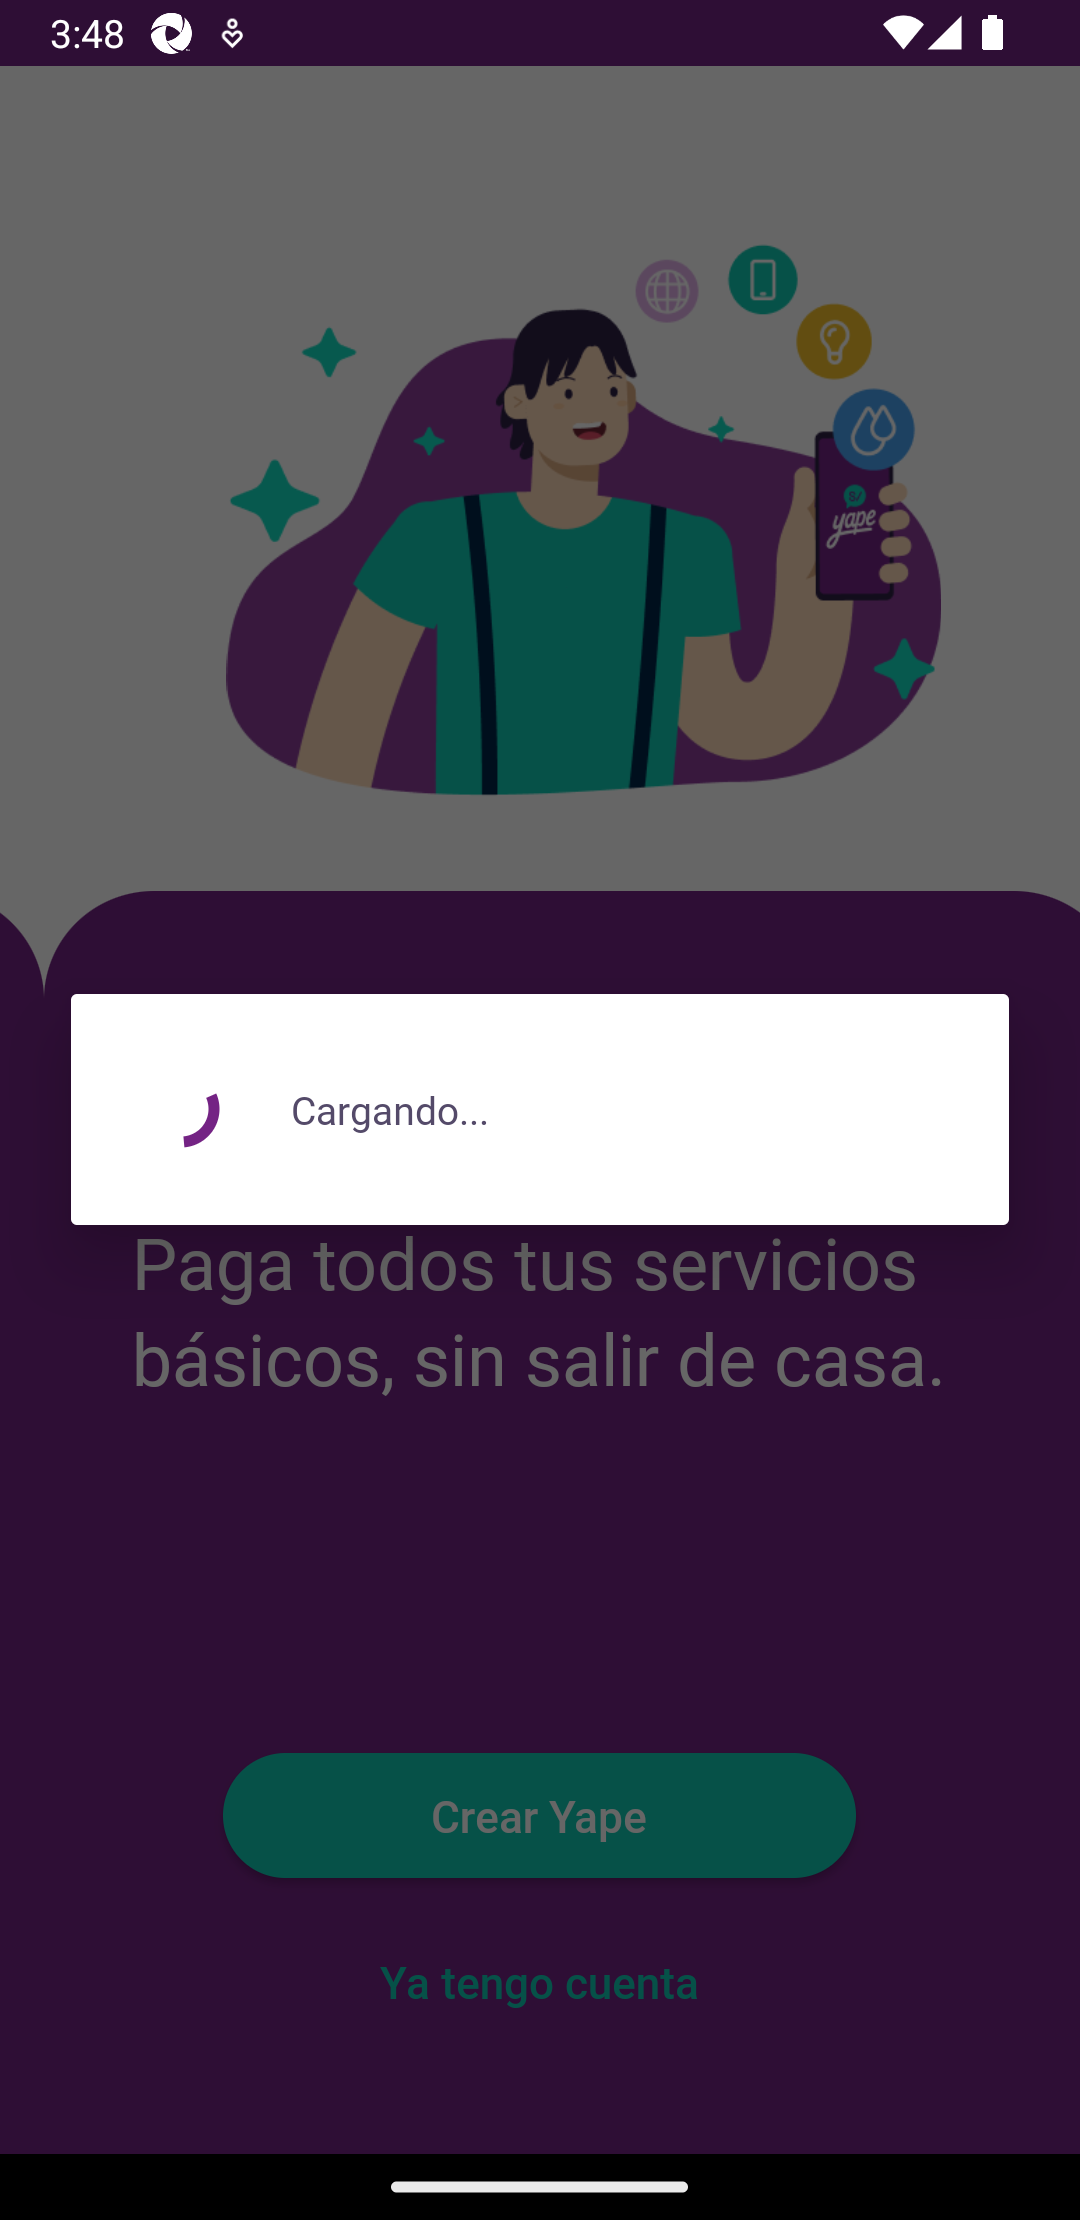 3:48
S/
yape
Cargando...
Paga todos tus servicios
básicos, sin salir de casa.
Crear Yape
Ya tengo cuenta